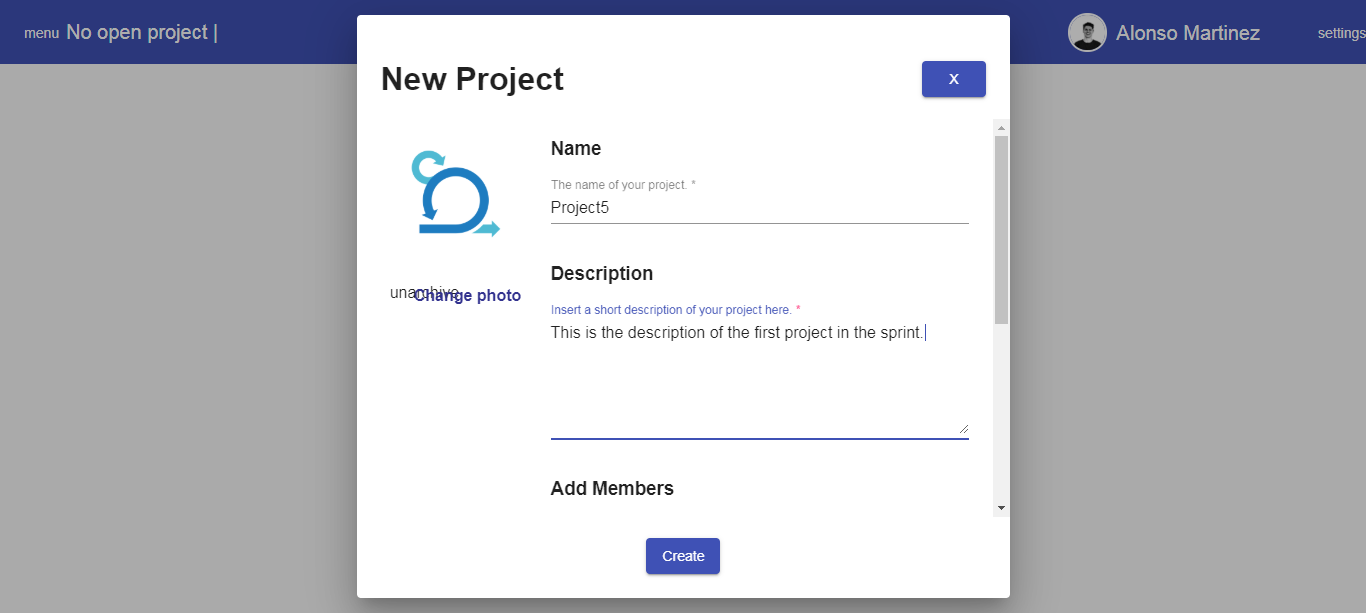 menu No open project |
Alonso Martinez
settings
New Project
X
Name
The name of your project. *
Project5
Description
Insert a short description of your project here. *
This is the description of the first project in the sprint.
unarchive
Change photo
Add Members
Create